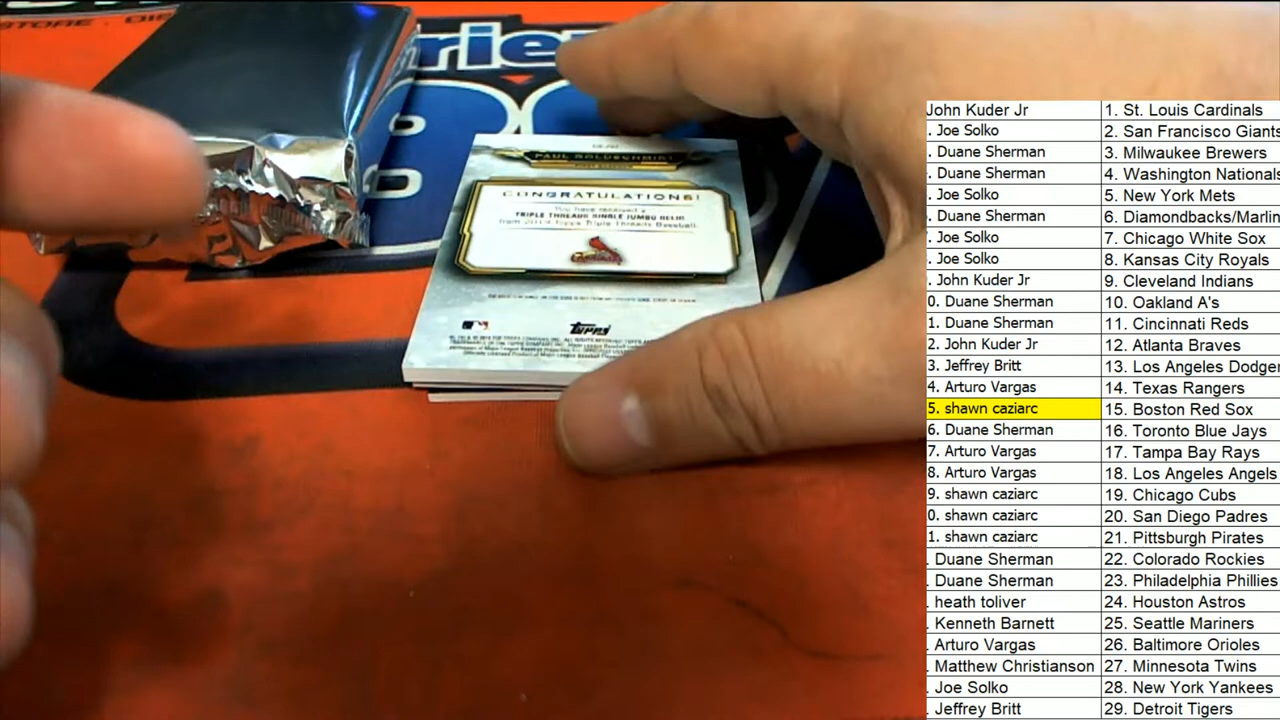 STORE
rien
PAUL GOLDSCHMIDT
CONGRATULATIONS!
You have received a
TRIPLE THREADS SINGLE JUMBO RELIC
from 2019 Topps Triple Threads Baseball.
Cardinals
TOPPS
John Kuder Jr 1. St. Louis Cardinals
. Joe Solko 2. San Francisco Giants
. Duane Sherman 3. Milwaukee Brewers
. Duane Sherman 4. Washington Nationals
. Joe Solko 5. New York Mets
. Duane Sherman 6. Diamondbacks/Marlin
. Joe Solko 7. Chicago White Sox
. Joe Solko 8. Kansas City Royals
. John Kuder Jr 9. Cleveland Indians
0. Duane Sherman 10. Oakland A's
1. Duane Sherman 11. Cincinnati Reds
2. John Kuder Jr 12. Atlanta Braves
3. Jeffrey Britt 13. Los Angeles Dodger
4. Arturo Vargas 14. Texas Rangers
5. shawn caziarc 15. Boston Red Sox
6. Duane Sherman 16. Toronto Blue Jays
7. Arturo Vargas 17. Tampa Bay Rays
8. Arturo Vargas 18. Los Angeles Angels
9. shawn caziarc 19. Chicago Cubs
0. shawn caziarc 20. San Diego Padres
1. shawn caziarc 21. Pittsburgh Pirates
. Duane Sherman 22. Colorado Rockies
. Duane Sherman 23. Philadelphia Phillies
. heath toliver 24. Houston Astros
. Kenneth Barnett 25. Seattle Mariners
. Arturo Vargas 26. Baltimore Orioles
. Matthew Christianson 27. Minnesota Twins
. Joe Solko 28. New York Yankees
. Jeffrey Britt 29. Detroit Tigers